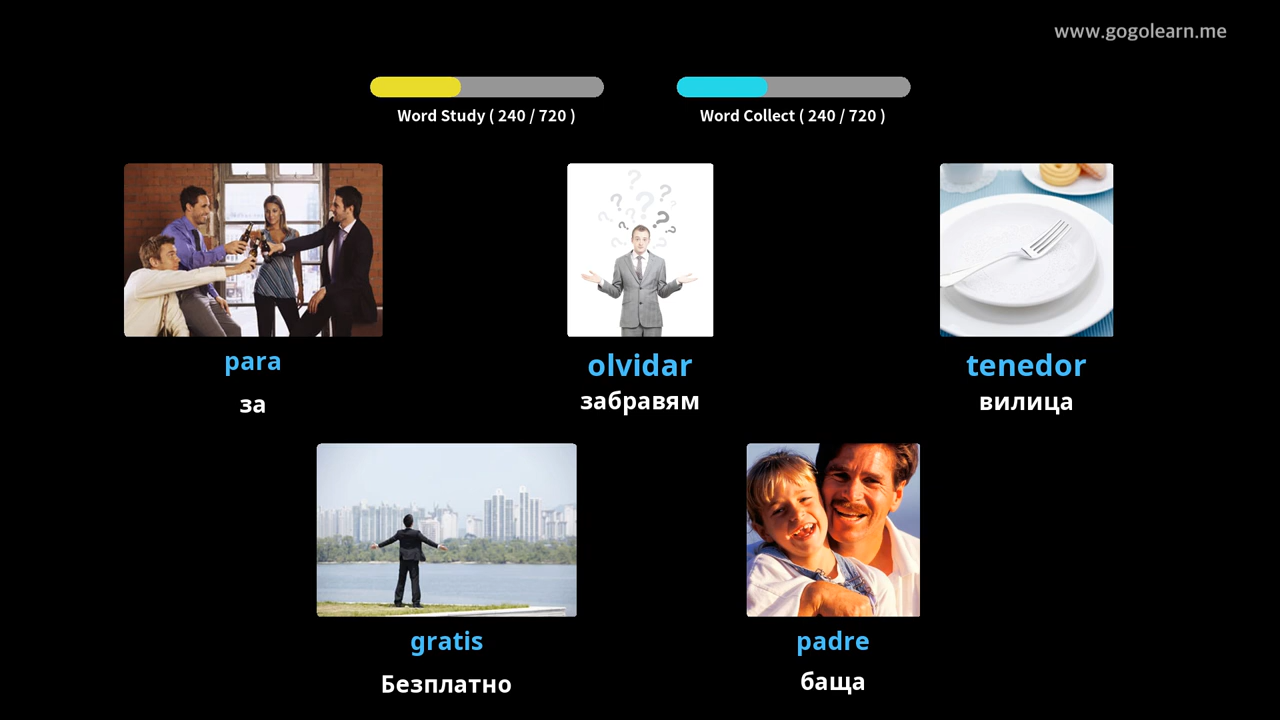 www.gogolearn.me
Word Study ( 240 / 720 )
Word Collect ( 240 / 720 )
para
за
olvidar
забравям
tenedor
вилица
gratis
Безплатно
padre
баща